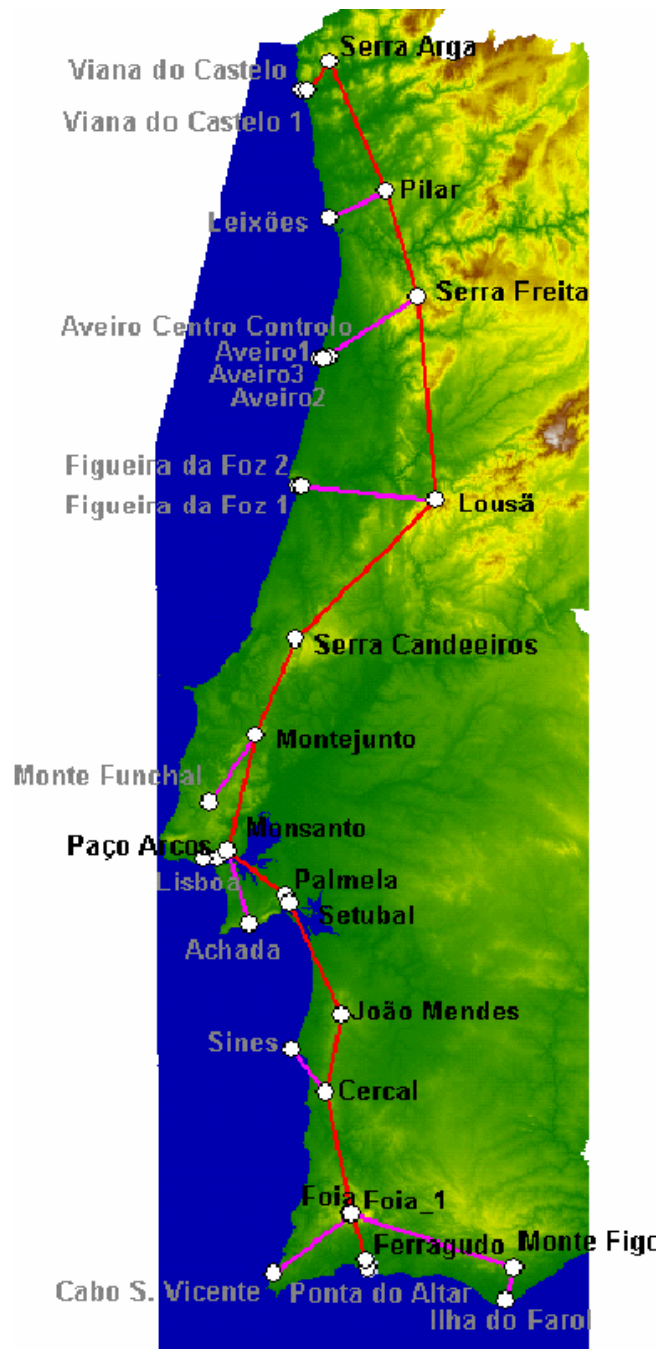 Serra Arga
Viana do Castelo
Viana do Castelo 1
Pilar
Leixões
Serra Freita
Aveiro Centro Controlo
Aveiro1
Aveiro3
Aveiro2
Figueira da Foz 2
Figueira da Foz 1
Lousã
Serra Candeeiros
Montejunto
Monte Funchal
Monsanto
Paço Arcos
Lisboa
Palmela
Setubal
Achada
João Mendes
Sines
Cercal
Foia Foia_1
Ferragudo Monte Figo
Cabo S. Vicente Ponta do Altar
Ilha do Farol